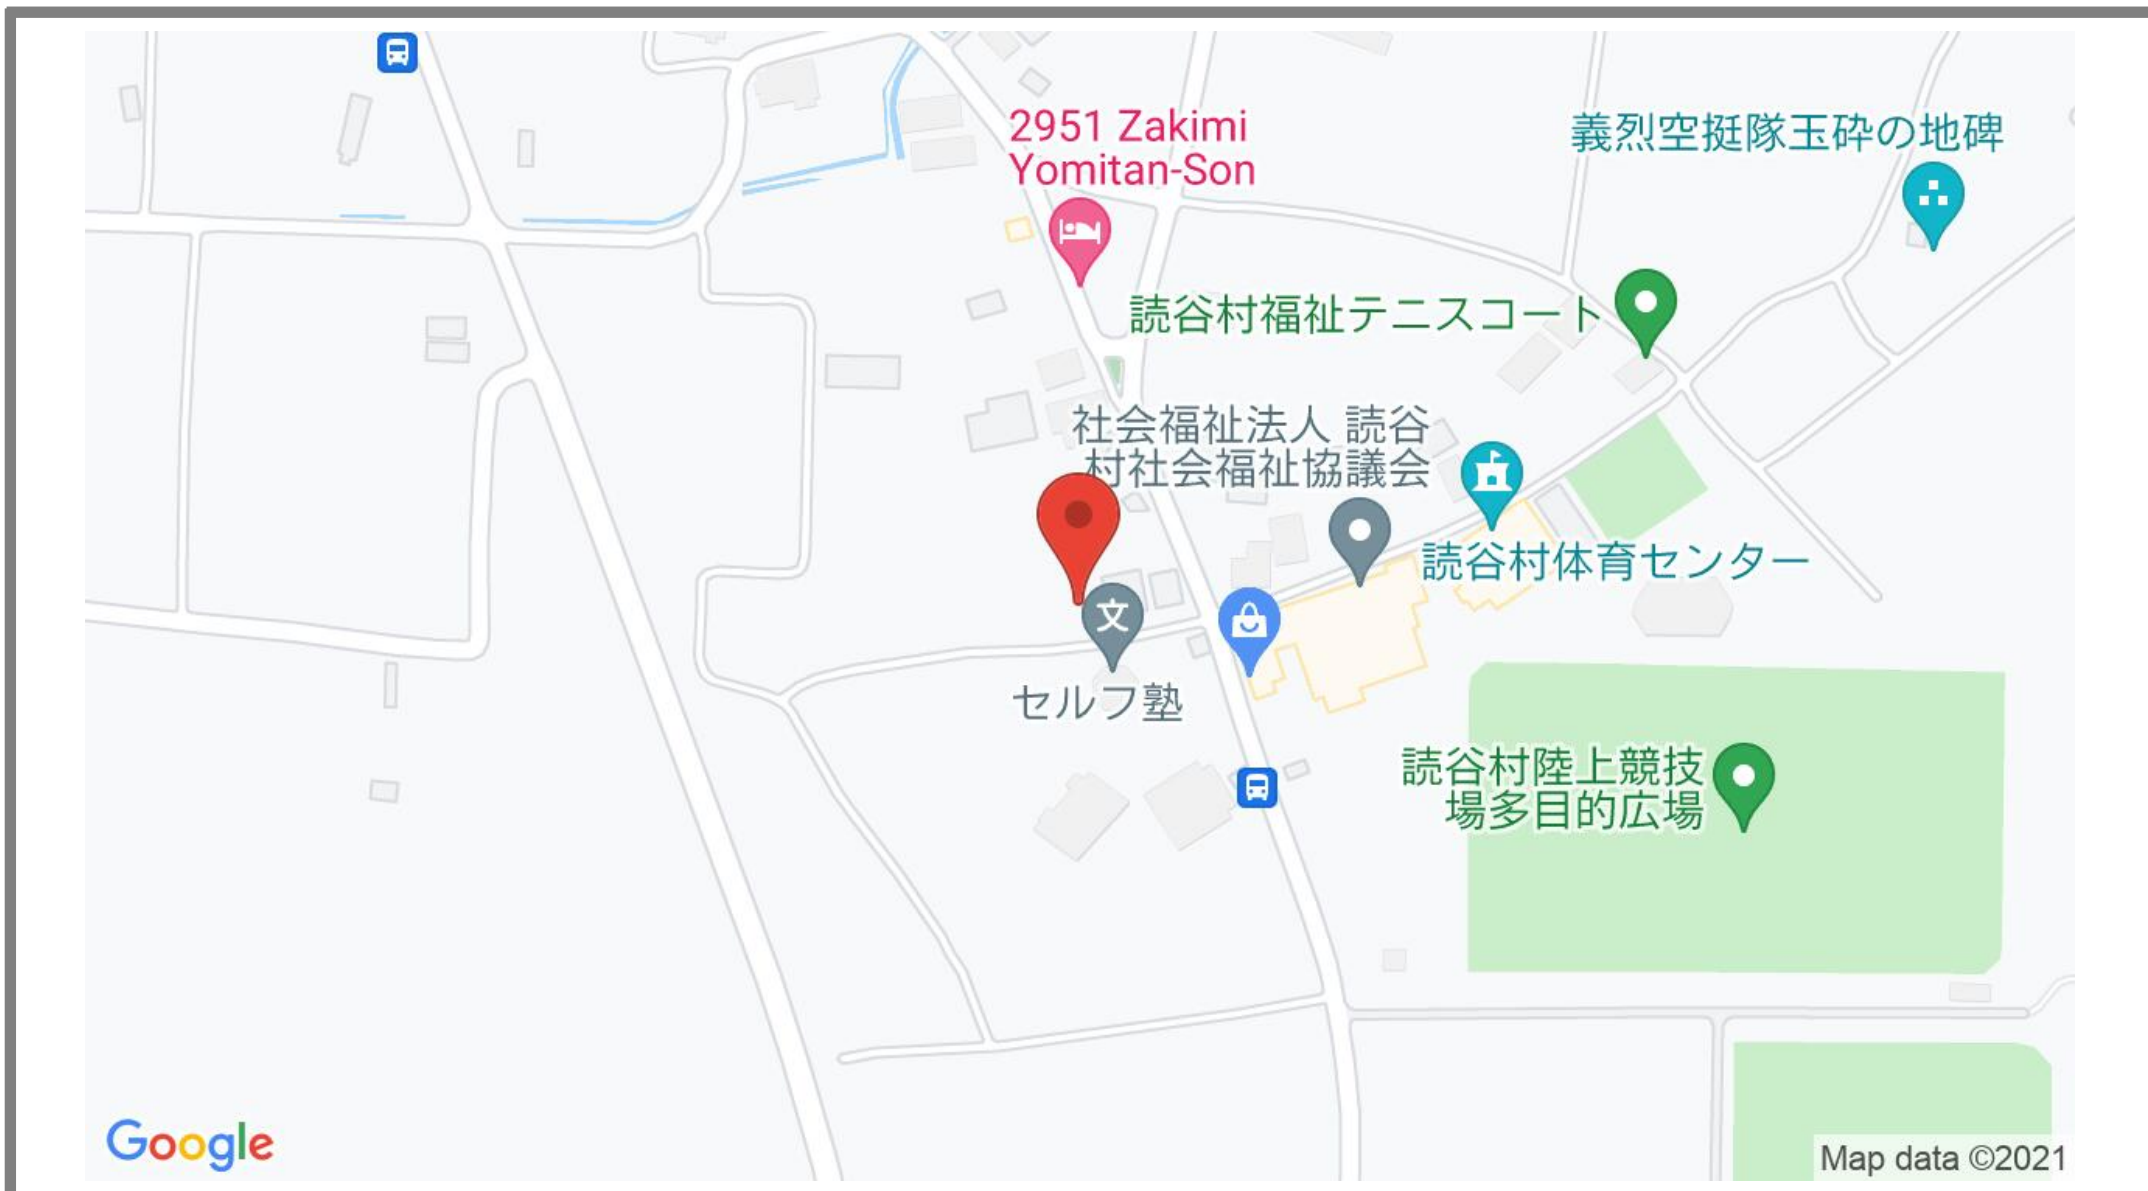 2951 Zakimi
Yomitan-Son
義烈空挺隊玉砕の地碑
読谷村福祉テニスコート
社会福祉法人 読谷
村社会福祉協議会
読谷村体育センター
文
セルフ塾
読谷村陸上競技
場多目的広場
Google
Map data ©2021